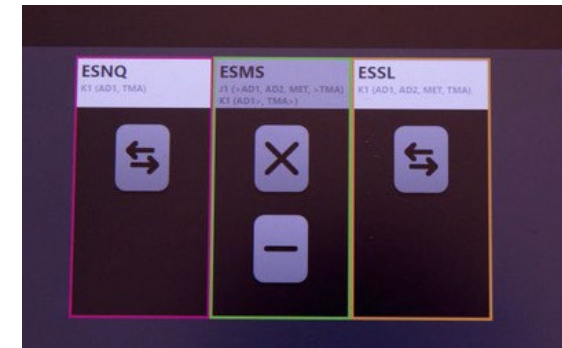 ESNQ
K1 (AD1, TMA)
ESMS
J1 (>AD1, AD2, MET, >TMA)
K1 (AD1>, TMA>)
ESSL
K1 (AD1, AD2, MET, TMA)